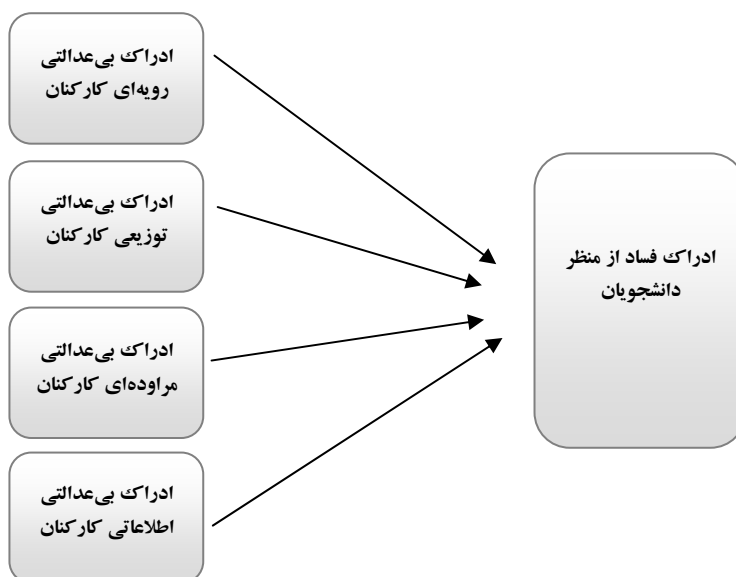 ادراک بی‌عدالتی
رویه‌ای کارکنان
ادراک بی‌عدالتی
توزیعی کارکنان
ادراک بی‌عدالتی
مراوده‌ای کارکنان
ادراک بی‌عدالتی
اطلاعاتی کارکنان
ادراک فساد از منظر
دانشجویان